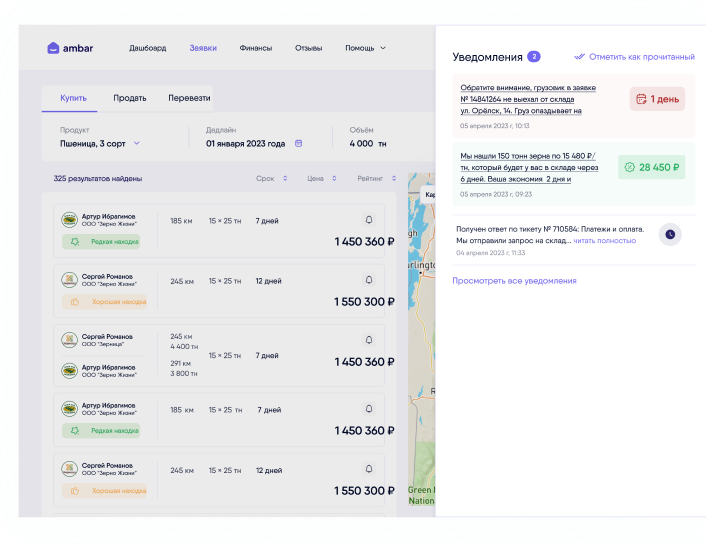 ambar
Дашбоард Заявки Финансы Отзывы Помощь
Купить Продать Перевезти
Продукт
Пшеница, 3 сорт
Дедлайн
01 января 2023 года
Объём
4 000 тн
325 результатов найдены
Срок Цена Рейтинг
Артур Ибрагимов
ООО "Зерно Жизни"
Редкая находка
185 км 15 × 25 тн 7 дней
1 450 360 ₽
Сергей Романов
ООО "Зерно Жизни"
Хорошая находка
245 км 15 × 25 тн 12 дней
1 550 300 ₽
Сергей Романов
ООО "Зерница"
245 км
4 400 тн
Артур Ибрагимов
ООО "Зерно Жизни"
291 км
3 800 тн
15 × 25 тн 7 дней
1 450 360 ₽
Артур Ибрагимов
ООО "Зерно Жизни"
Редкая находка
185 км 15 × 25 тн 7 дней
1 450 360 ₽
Сергей Романов
ООО "Зерно Жизни"
Хорошая находка
245 км 15 × 25 тн 12 дней
1 550 300 ₽
Green
Nation
Уведомления 2
Отметить как прочитанный
Обратите внимание, грузовик в заявке
№ 14841264 не выехал от склада
ул. Орёлск, 14. Груз опаздывает на
05 апреля 2023 г, 10:13
1 день
Мы нашли 150 тонн зерна по 15 480 ₽/
тн, который будет у вас в складе через
6 дней. Ваша экономия 2 дня и
05 апреля 2023 г, 09:23
28 450 ₽
Получен ответ по тикету № 710584: Платежи и оплата.
Мы отправили запрос на склад... читать полностью
04 апреля 2023 г, 11:33
Просмотреть все уведомления